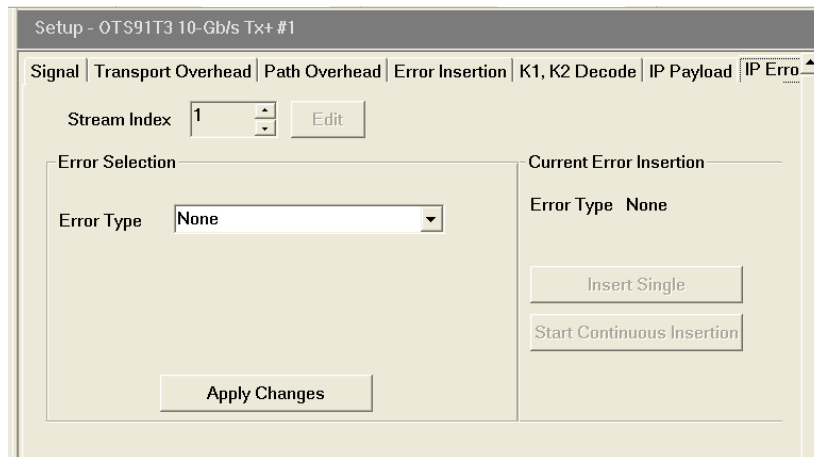 Setup - OTS91T3 10-Gb/s Tx+ #1
Signal Transport Overhead Path Overhead Error Insertion K1, K2 Decode IP Payload IP Erro
Stream Index 1 Edit
Error Selection
Error Type None
Apply Changes
Current Error Insertion
Error Type None
Insert Single
Start Continuous Insertion